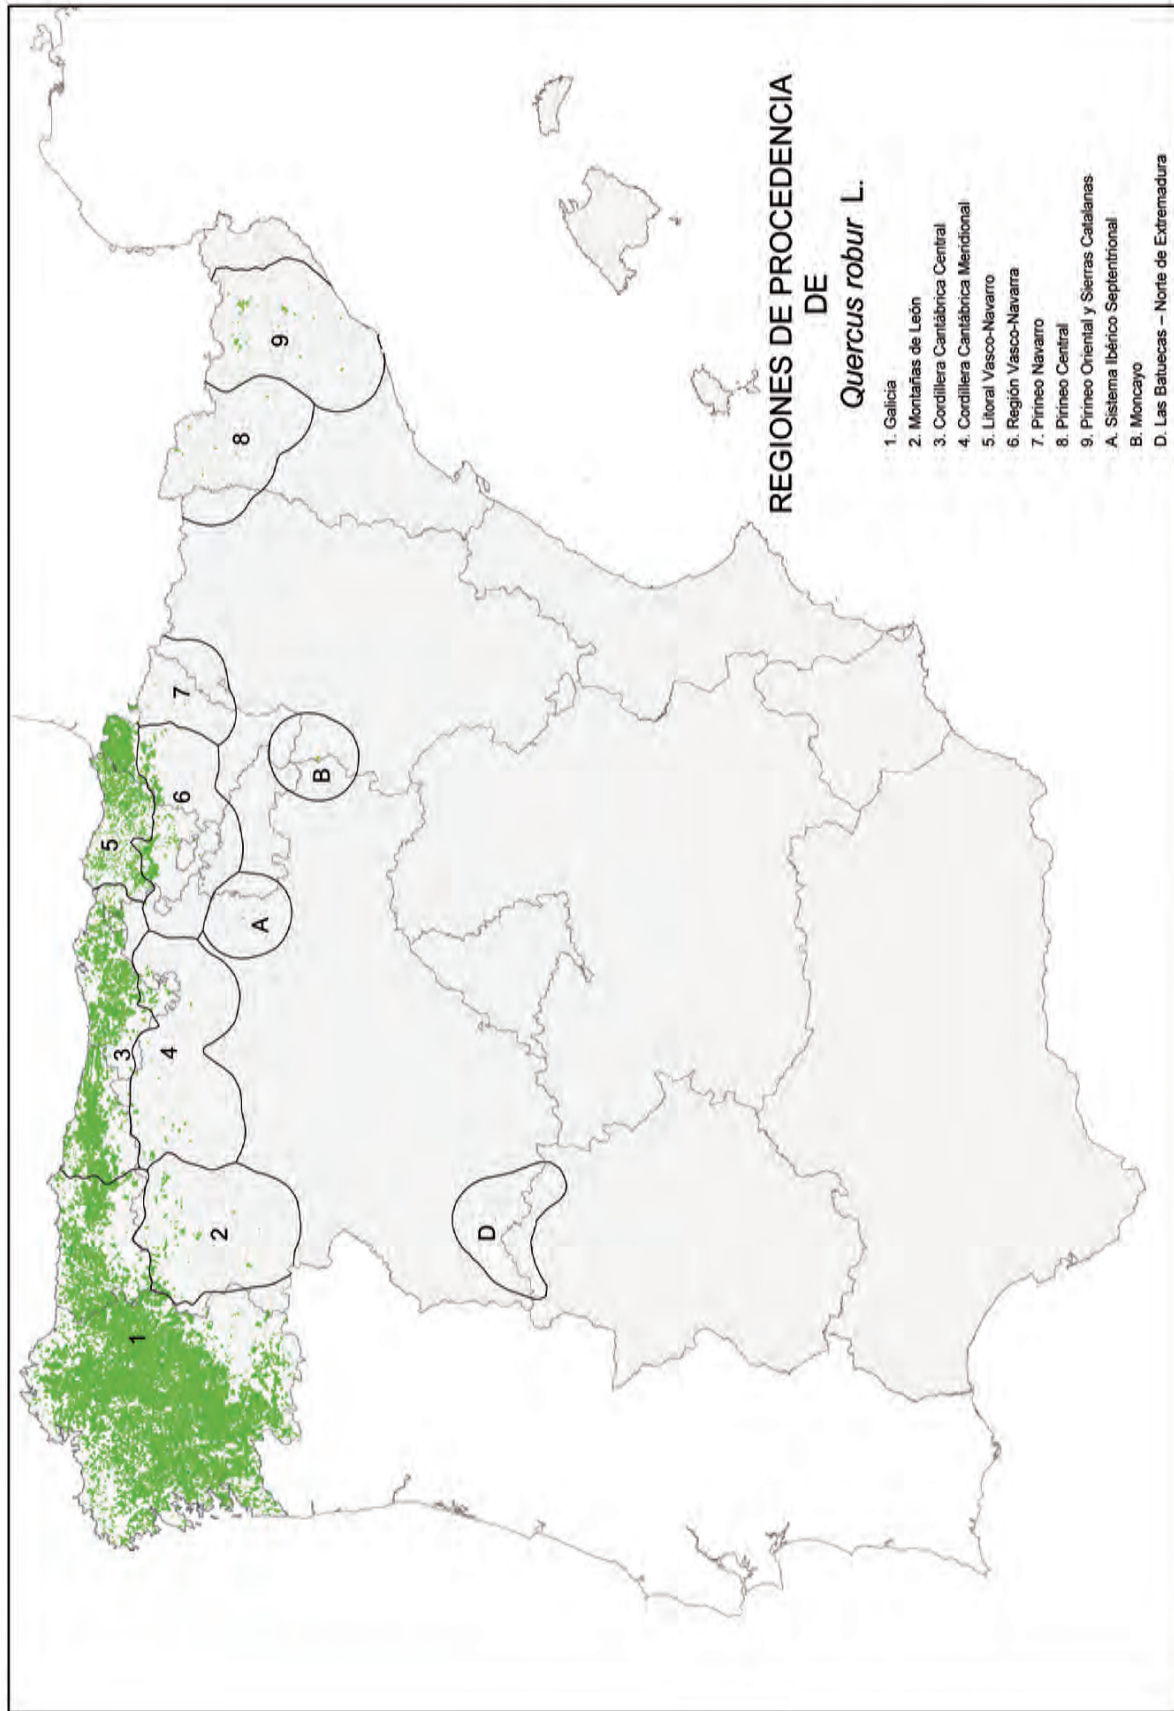 REGIONES DE PROCEDENCIA
DE
Quercus robur L.
1. Galicia
2. Montañas de León
3. Cordillera Cantábrica Central
4. Cordillera Cantábrica Meridional
5. Litoral Vasco-Navarro
6. Región Vasco-Navarra
7. Pirineo Navarro
8. Pirineo Central
9. Pirineo Oriental y Sierras Catalanas
A. Sistema Ibérico Septentrional
B. Moncayo
D. Las Batuecas – Norte de Extremadura
1
2
3
4
5
6
7
8
9
A
B
D